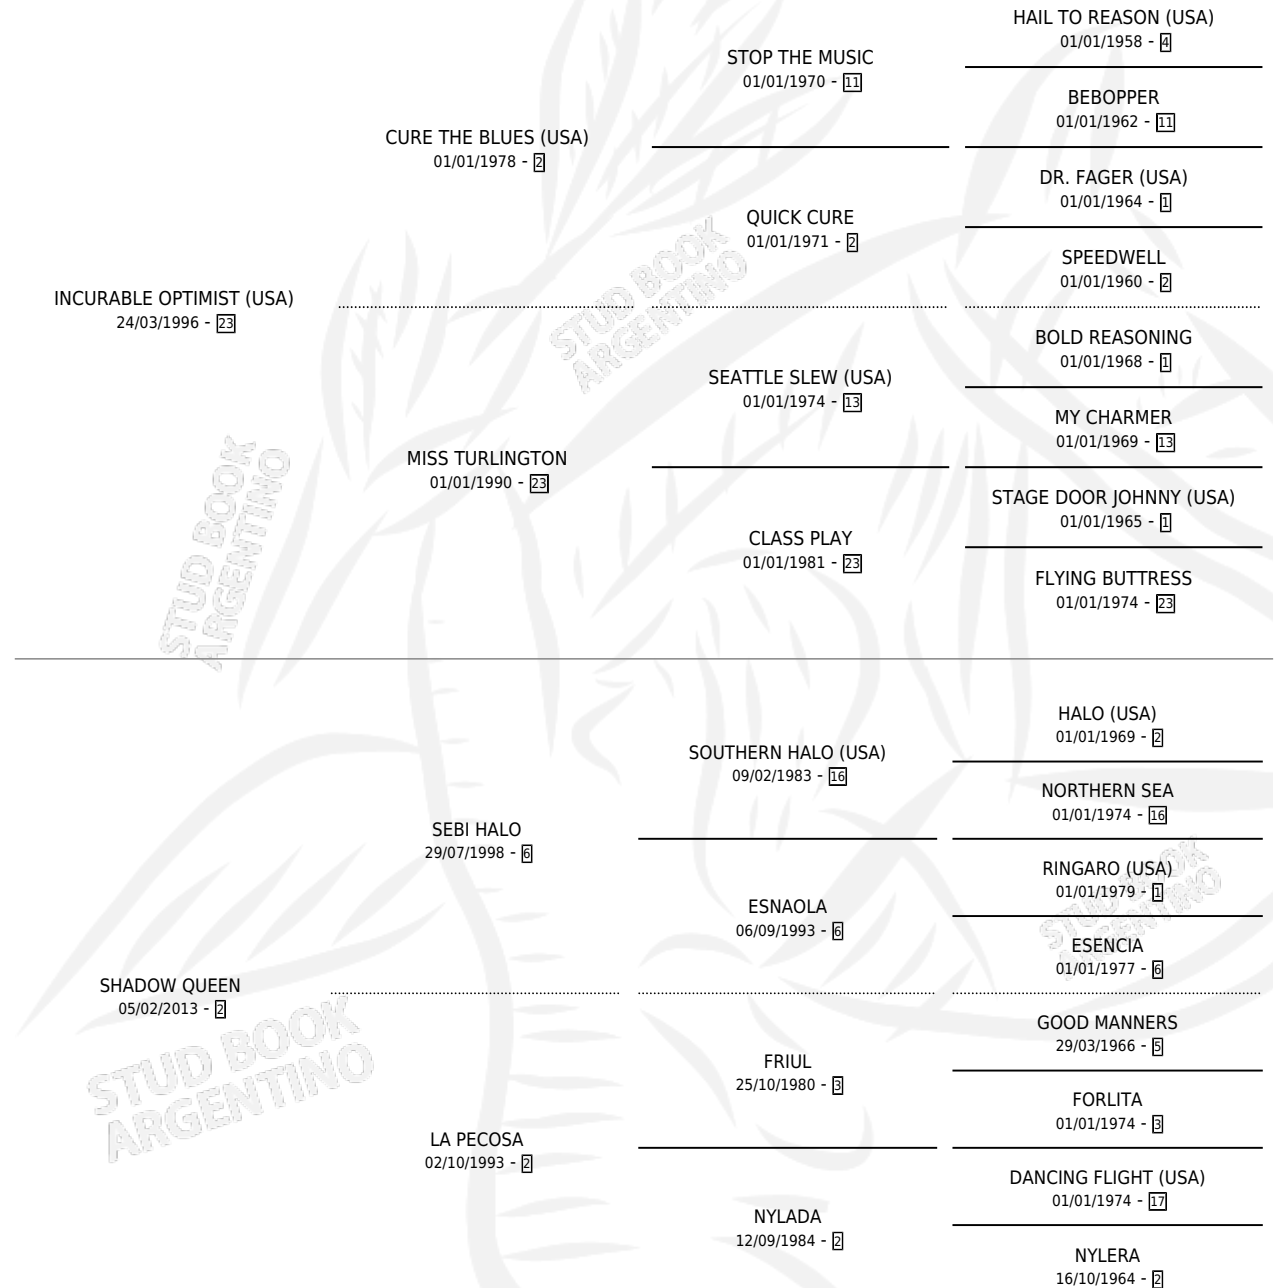 HAIL TO REASON (USA)
01/01/1958 - 4
STOP THE MUSIC
01/01/1970 - 11
BEBOPPER
01/01/1962 - 11
CURE THE BLUES (USA)
01/01/1978 - 2
DR. FAGER (USA)
01/01/1964 - 1
QUICK CURE
01/01/1971 - 2
SPEEDWELL
01/01/1960 - 2
INCURABLE OPTIMIST (USA)
24/03/1996 - 23
BOLD REASONING
01/01/1968 - 1
SEATTLE SLEW (USA)
01/01/1974 - 13
MY CHARMER
01/01/1969 - 13
MISS TURLINGTON
01/01/1990 - 23
STAGE DOOR JOHNNY (USA)
01/01/1965 - 1
CLASS PLAY
01/01/1981 - 23
FLYING BUTTRESS
01/01/1974 - 23
HALO (USA)
01/01/1969 - 2
SOUTHERN HALO (USA)
09/02/1983 - 16
NORTHERN SEA
01/01/1974 - 16
SEBI HALO
29/07/1998 - 6
RINGARO (USA)
01/01/1979 - 1
ESNAOLA
06/09/1993 - 6
ESENCIA
01/01/1977 - 6
SHADOW QUEEN
05/02/2013 - 2
GOOD MANNERS
29/03/1966 - 5
FRIUL
25/10/1980 - 3
FORLITA
01/01/1974 - 3
LA PECOSA
02/10/1993 - 2
DANCING FLIGHT (USA)
01/01/1974 - 17
NYLADA
12/09/1984 - 2
NYLERA
16/10/1964 - 2
STUD BOOK
ARGENTINO
STUD BOOK
ARGENTINO
STUD BOOK
ARGENTINO
STUD BOOK
ARGENTINO